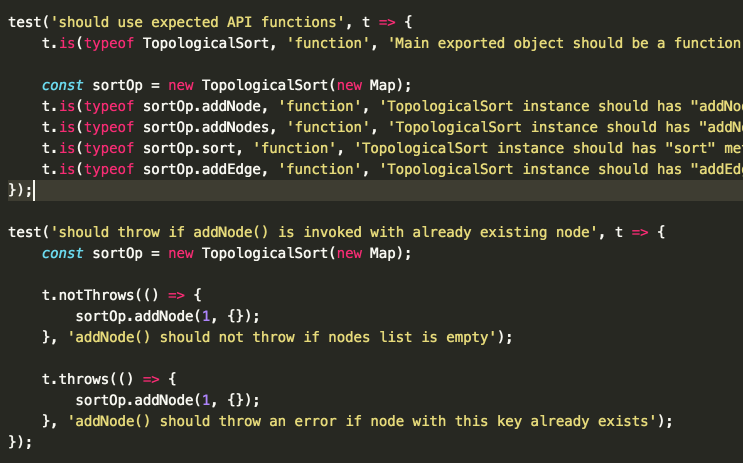 test('should use expected API functions', t => {
    t.is(typeof TopologicalSort, 'function', 'Main exported object should be a function
    const sortOp = new TopologicalSort(new Map);
    t.is(typeof sortOp.addNode, 'function', 'TopologicalSort instance should has "addNo
    t.is(typeof sortOp.addNodes, 'function', 'TopologicalSort instance should has "addN
    t.is(typeof sortOp.sort, 'function', 'TopologicalSort instance should has "sort" me
    t.is(typeof sortOp.addEdge, 'function', 'TopologicalSort instance should has "addEd
});
test('should throw if addNode() is invoked with already existing node', t => {
    const sortOp = new TopologicalSort(new Map);
    t.notThrows(() => {
        sortOp.addNode(1, {});
    }, 'addNode() should not throw if nodes list is empty');
    t.throws(() => {
        sortOp.addNode(1, {});
    }, 'addNode() should throw an error if node with this key already exists');
});